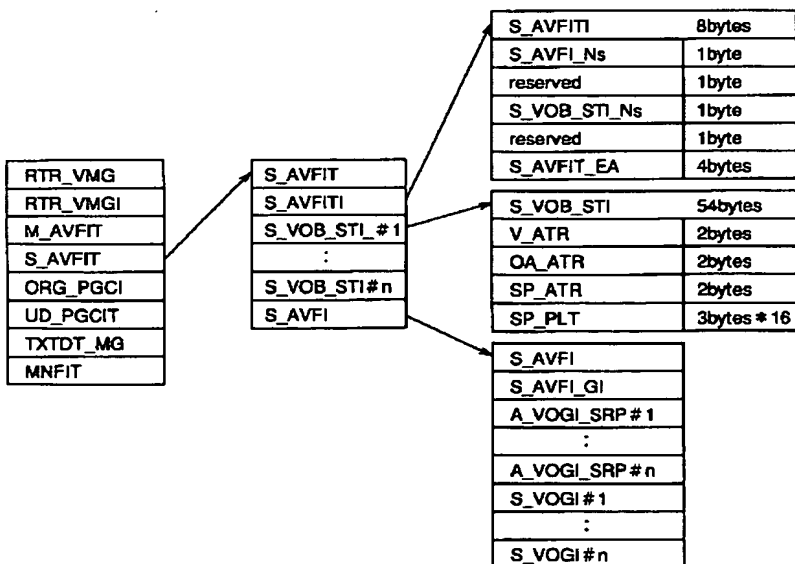 RTR_VMG
RTR_VMGI
M_AVFIT
S_AVFIT
ORG_PGCI
UD_PGCIT
TXTDT_MG
MNFIT
S_AVFIT
S_AVFITI
S_VOB_STI_#1
:
S_VOB_STI#n
S_AVFI
S_AVFITI 8bytes
S_AVFI_Ns 1byte
reserved 1byte
S_VOB_STI_Ns 1byte
reserved 1byte
S_AVFIT_EA 4bytes
S_VOB_STI 54bytes
V_ATR 2bytes
OA_ATR 2bytes
SP_ATR 2bytes
SP_PLT 3bytes*16
S_AVFI
S_AVFI_GI
A_VOGI_SRP#1
:
A_VOGI_SRP#n
S_VOGI#1
:
S_VOGI#n